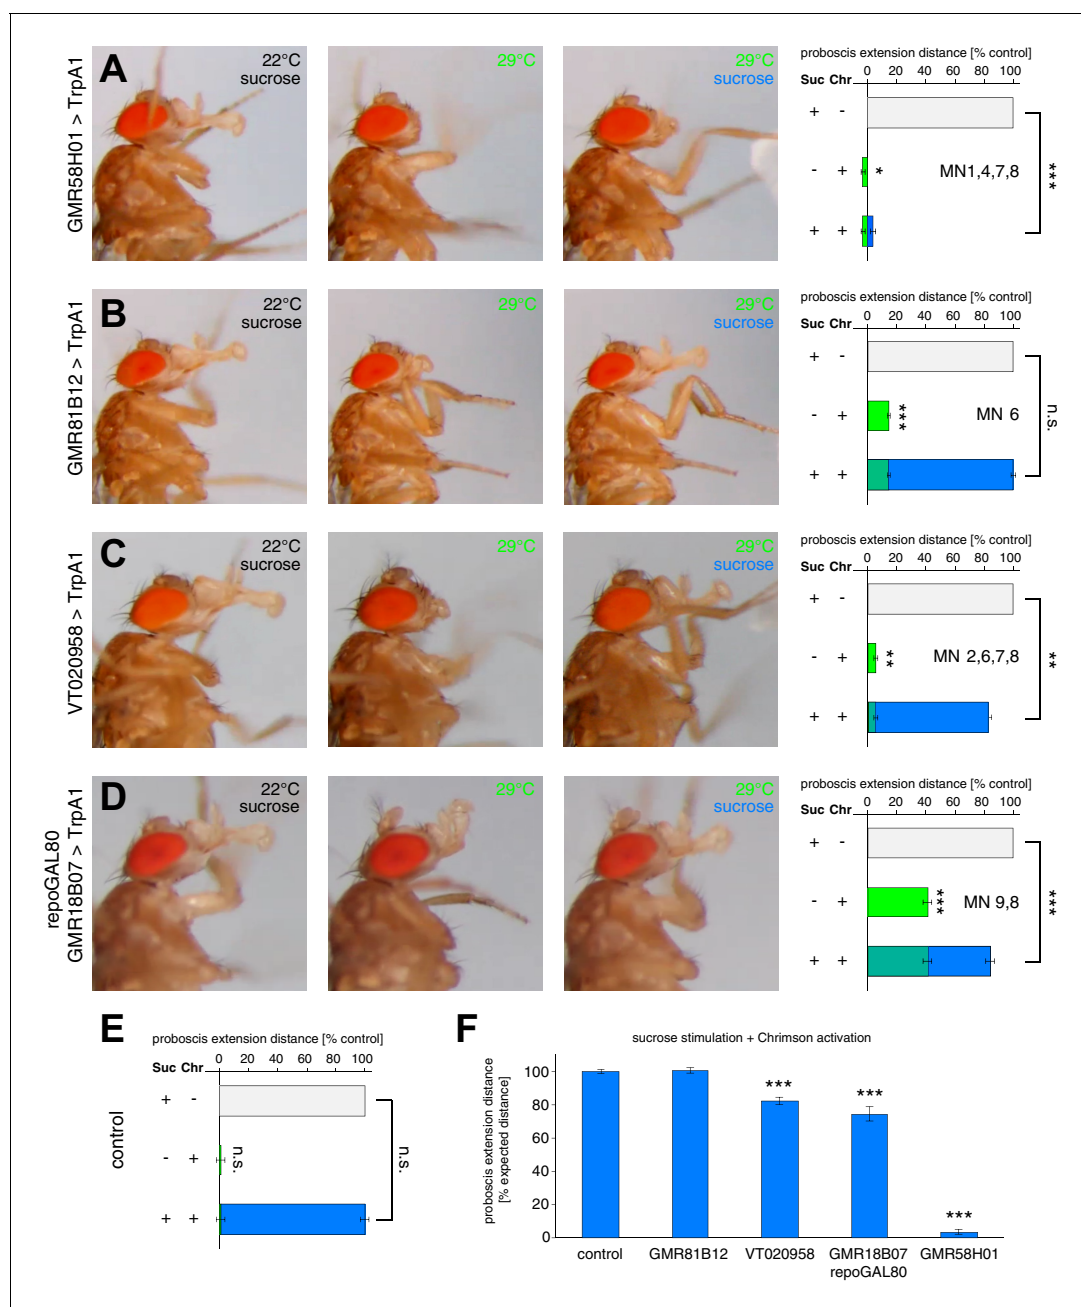 A
GMR58H01 > TrpA1
22°C
sucrose
29°C
29°C
sucrose
proboscis extension distance [% control]
Suc Chr 0 20 40 60 80 100
+ -
- + * MN1,4,7,8
+ +
***
B
GMR81B12 > TrpA1
22°C
sucrose
29°C
29°C
sucrose
proboscis extension distance [% control]
Suc Chr 0 20 40 60 80 100
+ -
- + *** MN 6
+ +
n.s.
C
VT020958 > TrpA1
22°C
sucrose
29°C
29°C
sucrose
proboscis extension distance [% control]
Suc Chr 0 20 40 60 80 100
+ -
- + ** MN 2,6,7,8
+ +
**
D
repoGAL80
GMR18B07 > TrpA1
22°C
sucrose
29°C
29°C
sucrose
proboscis extension distance [% control]
Suc Chr 0 20 40 60 80 100
+ -
- + *** MN 9,8
+ +
***
E
control
proboscis extension distance [% control]
Suc Chr 0 20 40 60 80 100
+ -
- + n.s.
+ +
n.s.
F
sucrose stimulation + Chrimson activation
proboscis extension distance
[% expected distance]
100
80
60
40
20
0
*** *** ***
control GMR81B12 VT020958 GMR18B07 GMR58H01
repoGAL80